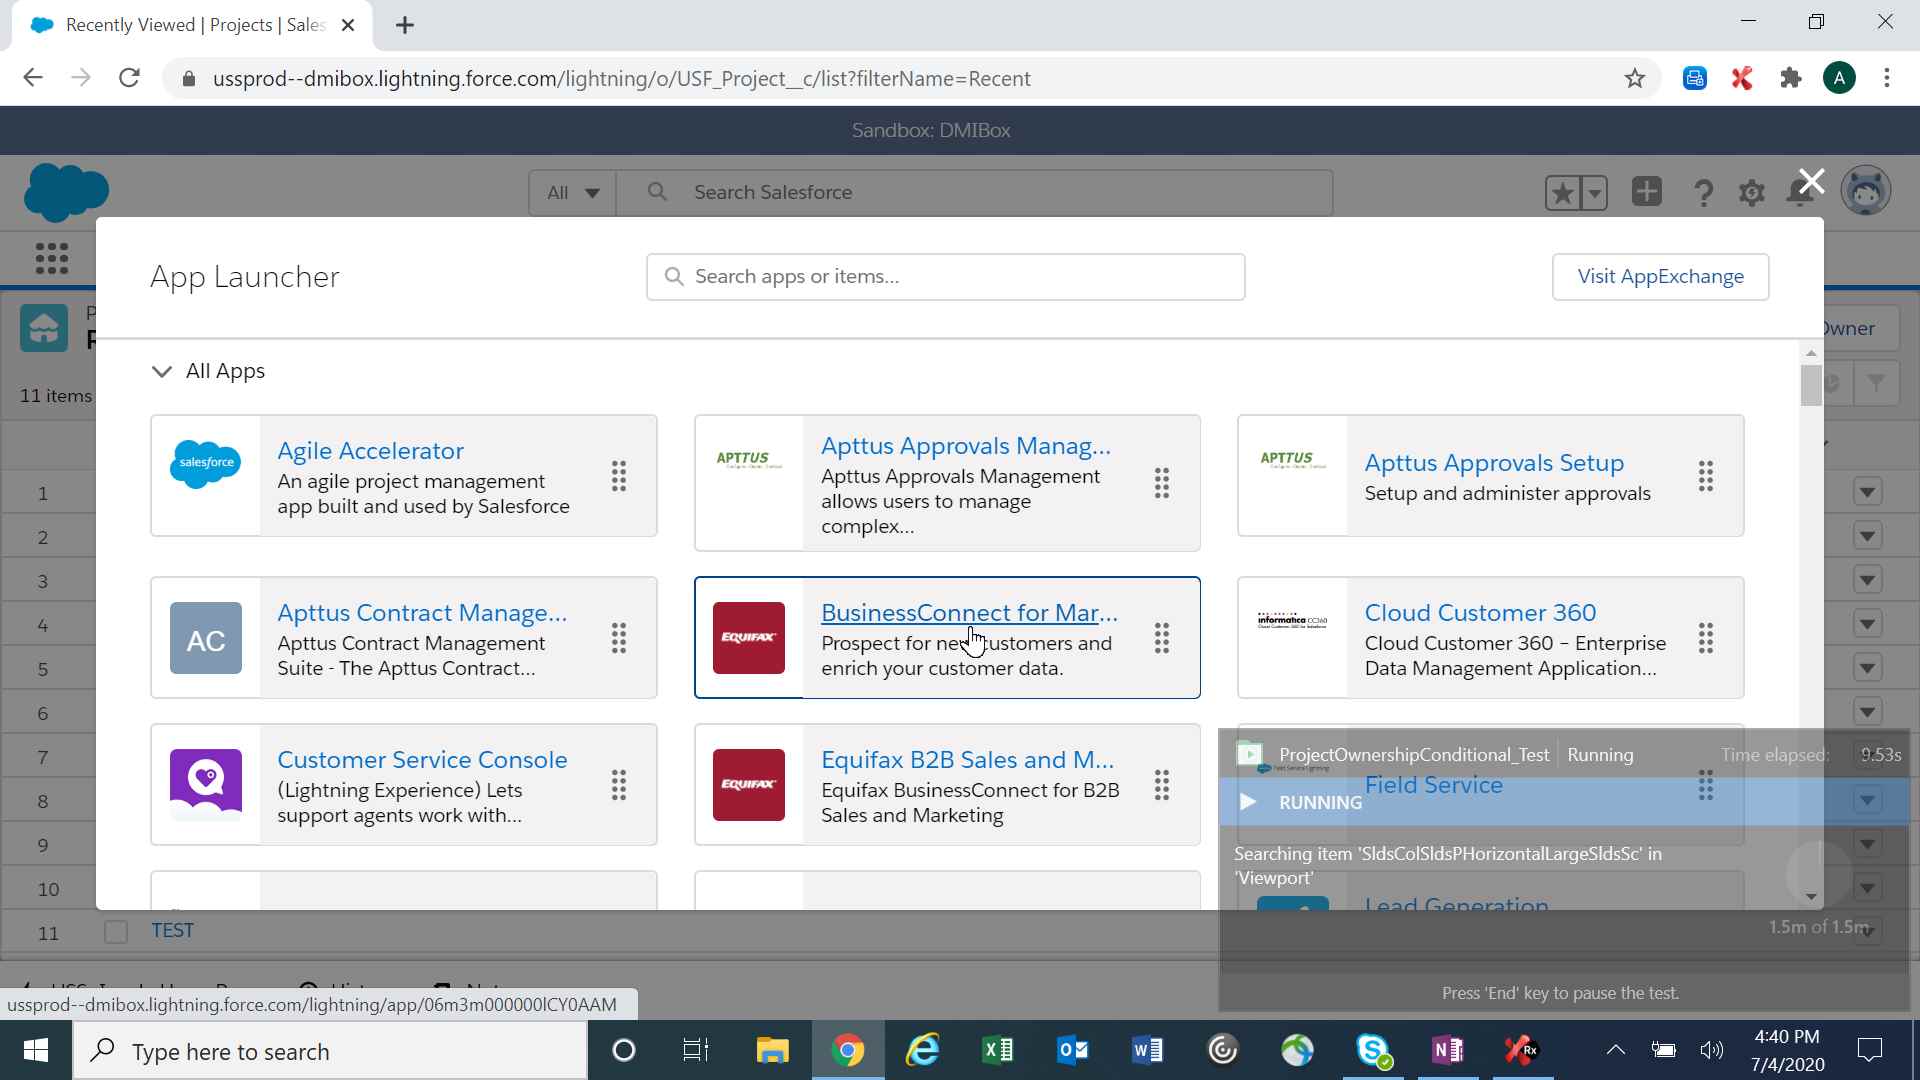 Recently Viewed | Projects | Sales
ussprod--dmibox.lightning.force.com/lightning/o/USF_Project__c/list?filterName=Recent
A
Sandbox: DMIBox
All
Search Salesforce
App Launcher
Search apps or items...
Visit AppExchange
Owner
11 items
All Apps
salesforce
Agile Accelerator
An agile project management
app built and used by Salesforce
APTTUS
Apttus Approvals Manag...
Apttus Approvals Management
allows users to manage
complex...
APTTUS
Apttus Approvals Setup
Setup and administer approvals
AC
Apttus Contract Manage...
Apttus Contract Management
Suite - The Apttus Contract...
EQUIFAX
BusinessConnect for Mar...
Prospect for new customers and
enrich your customer data.
informatica CC360
Cloud Customer 360
Cloud Customer 360 – Enterprise
Data Management Application...
Customer Service Console
(Lightning Experience) Lets
support agents work with...
EQUIFAX
Equifax B2B Sales and M...
Equifax BusinessConnect for B2B
Sales and Marketing
Field Service
Lead Generation
1
2
3
4
5
6
7
8
9
10
11
TEST
ProjectOwnershipConditional_Test
Running
Time elapsed:
9.53s
RUNNING
Searching item 'SldsColSldsPHorizontalLargeSldsSc' in
'Viewport'
1.5m of 1.5m
Press 'End' key to pause the test.
ussprod--dmibox.lightning.force.com/lightning/app/06m3m000000lCY0AAM
Type here to search
4:40 PM
7/4/2020